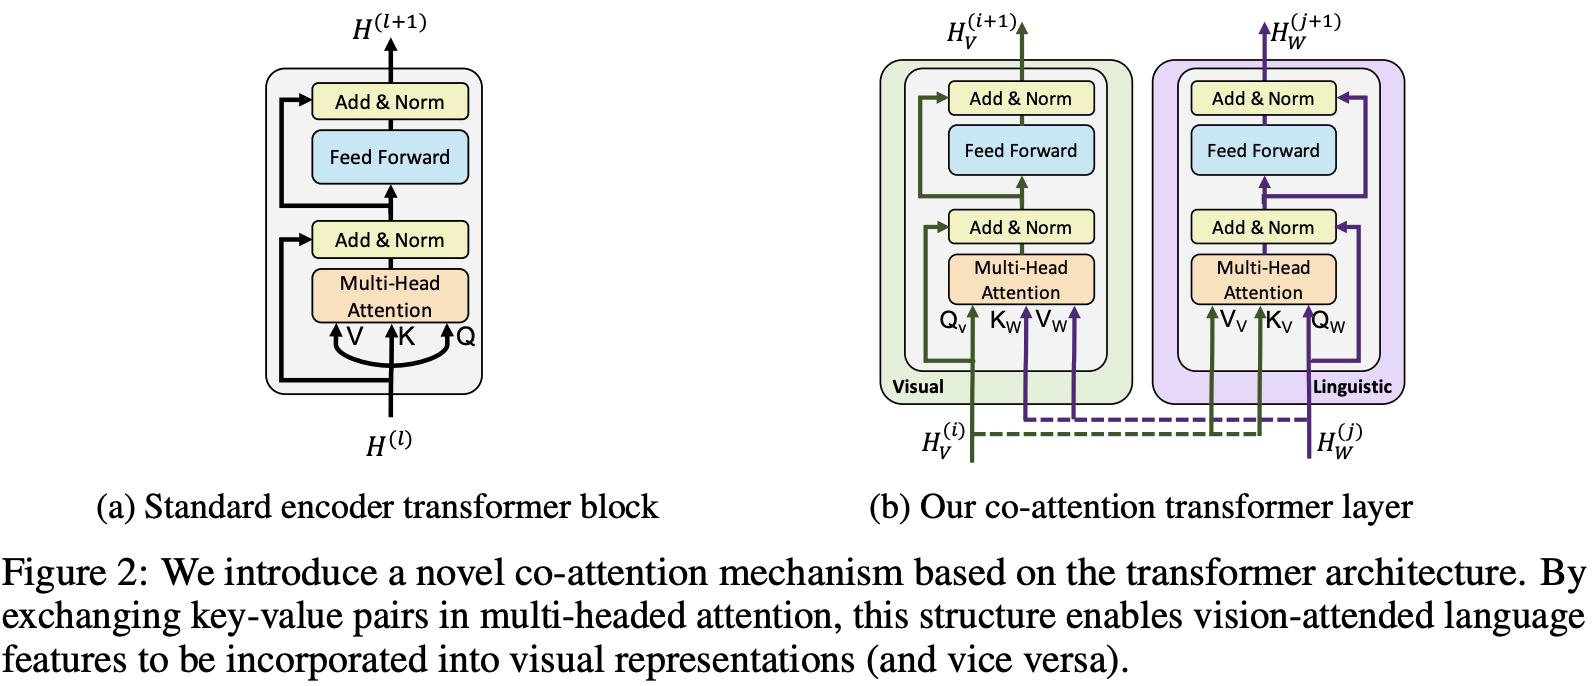 H^(l+1)
Add & Norm
Feed Forward
Add & Norm
Multi-Head
Attention
V K Q
H^(l)
(a) Standard encoder transformer block
H_V^(i+1)
Add & Norm
Feed Forward
Add & Norm
Multi-Head
Attention
Q_v K_W V_W
Visual
H_V^(i)
H_W^(j+1)
Add & Norm
Feed Forward
Add & Norm
Multi-Head
Attention
V_V K_V Q_W
Linguistic
H_W^(j)
(b) Our co-attention transformer layer
Figure 2: We introduce a novel co-attention mechanism based on the transformer architecture. By
exchanging key-value pairs in multi-headed attention, this structure enables vision-attended language
features to be incorporated into visual representations (and vice versa).